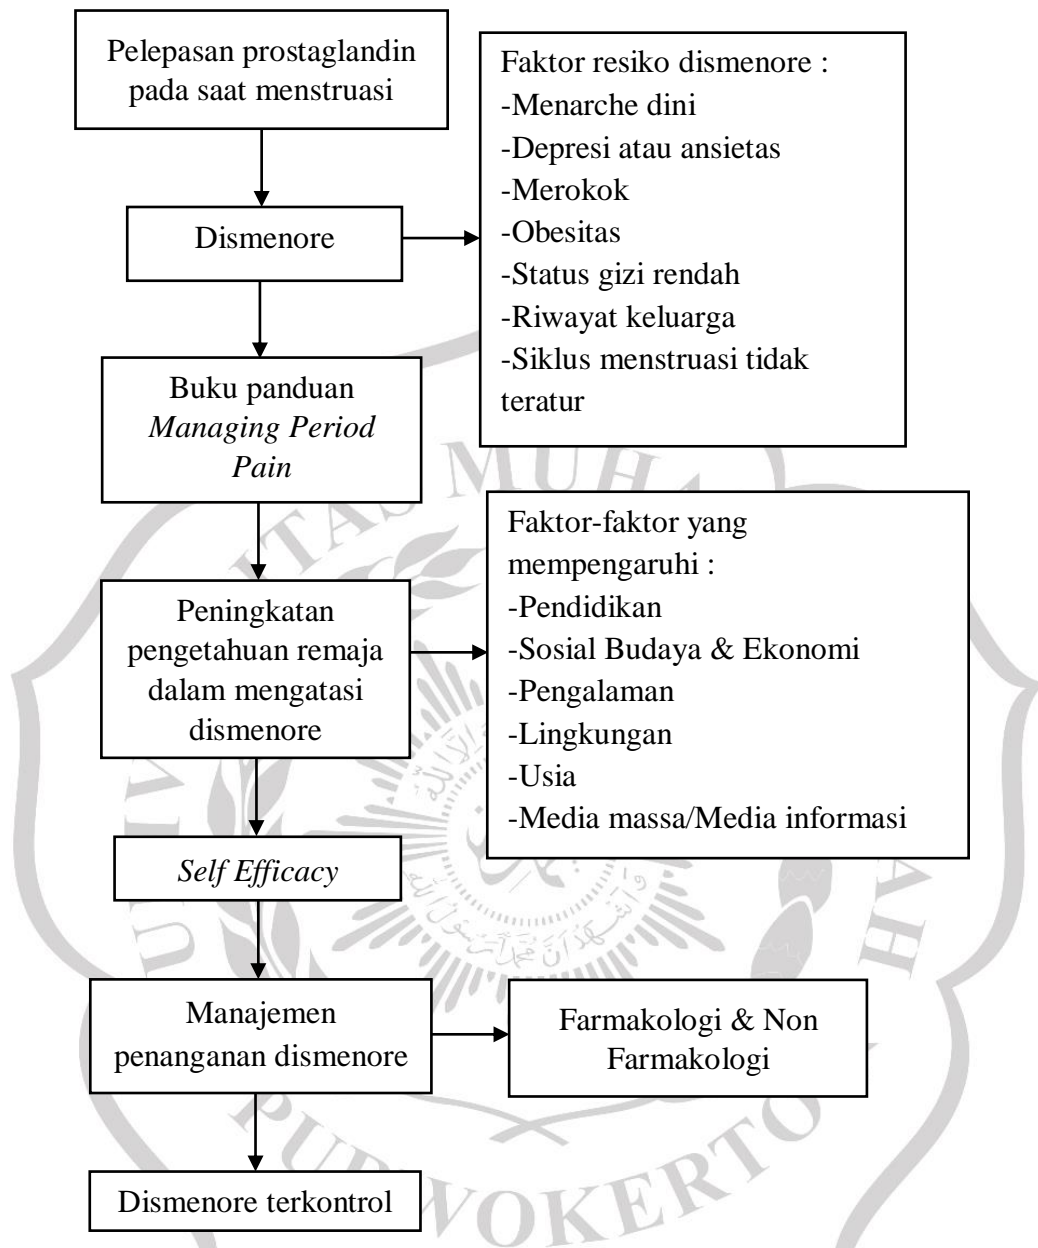 Pelepasan prostaglandin
pada saat menstruasi
Faktor resiko dismenore :
-Menarche dini
-Depresi atau ansietas
-Merokok
-Obesitas
-Status gizi rendah
-Riwayat keluarga
-Siklus menstruasi tidak
teratur
Dismenore
Buku panduan
Managing Period
Pain
Peningkatan
pengetahuan remaja
dalam mengatasi
dismenore
Faktor-faktor yang
mempengaruhi :
-Pendidikan
-Sosial Budaya & Ekonomi
-Pengalaman
-Lingkungan
-Usia
-Media massa/Media informasi
Self Efficacy
Manajemen
penanganan dismenore
Farmakologi & Non
Farmakologi
Dismenore terkontrol